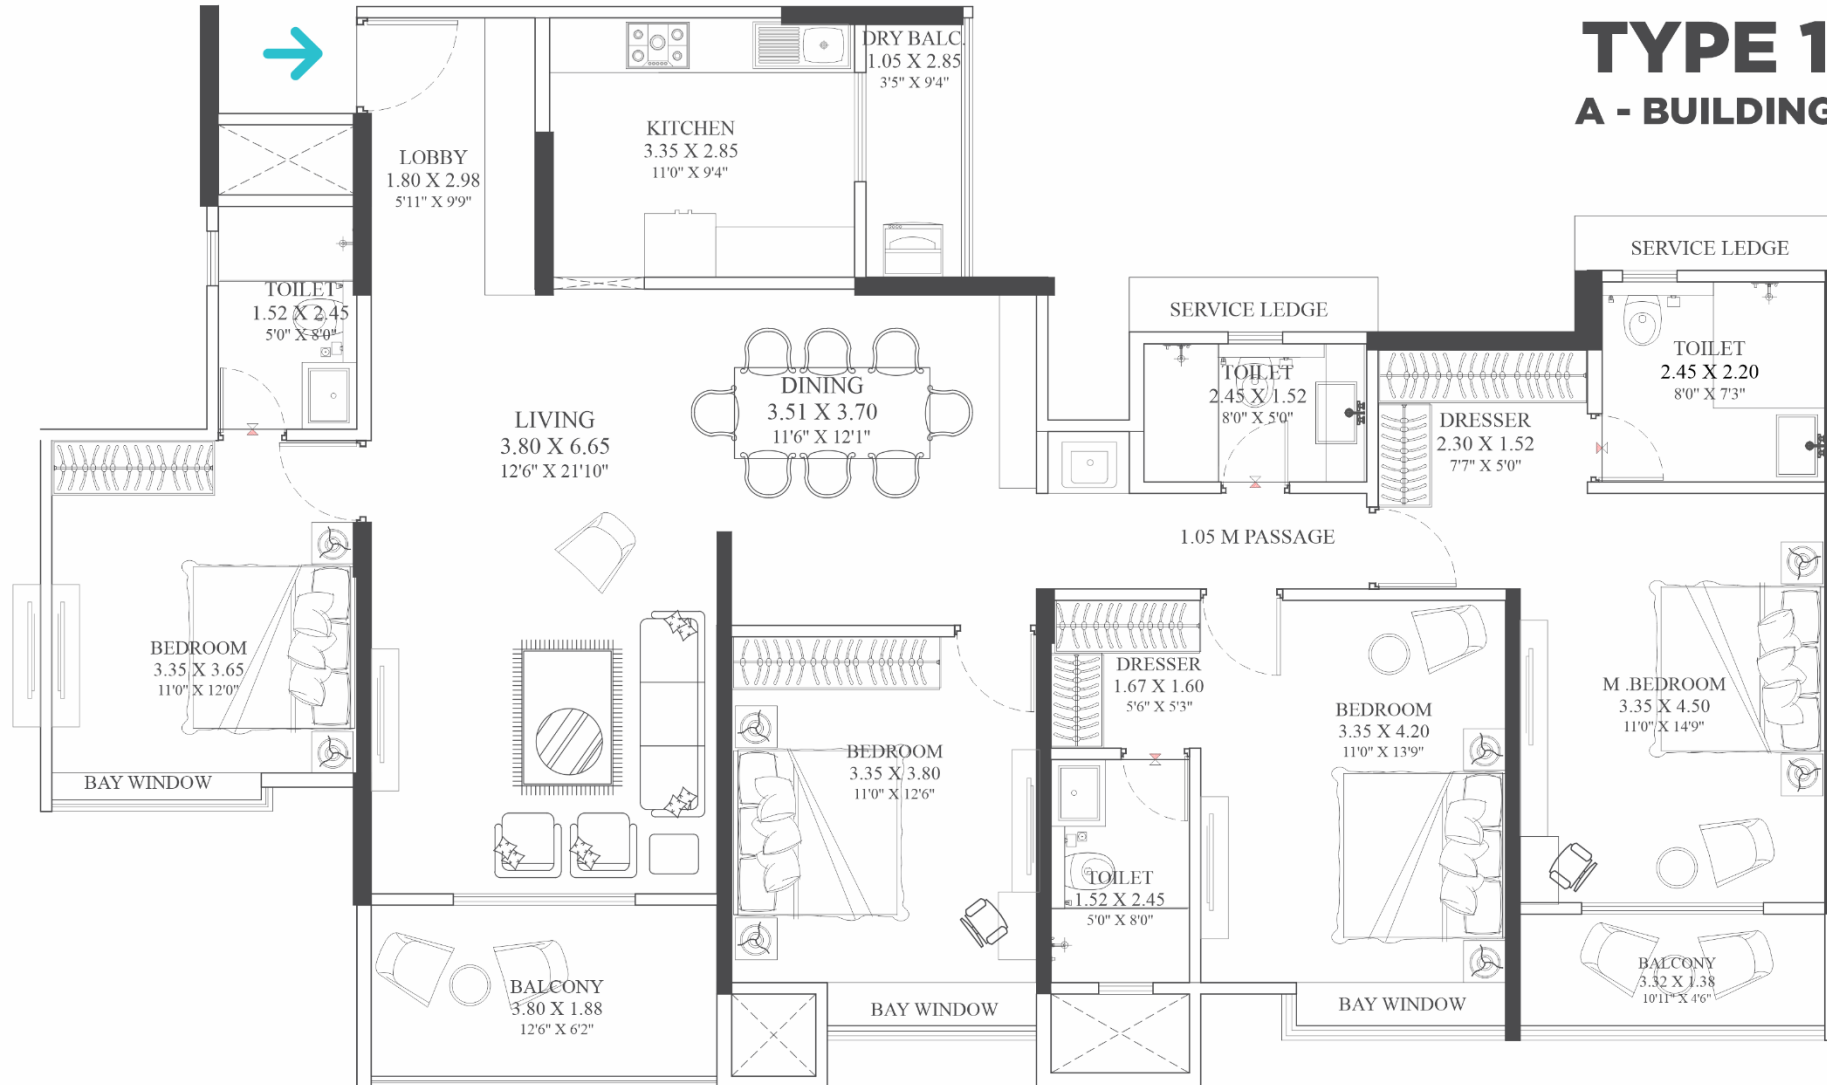 TYPE 1
A - BUILDING
DRY BALC.
1.05 X 2.85
3'5" X 9'4"
KITCHEN
3.35 X 2.85
11'0" X 9'4"
LOBBY
1.80 X 2.98
5'11" X 9'9"
SERVICE LEDGE
TOILET
1.52 X 2.45
5'0" X 8'0"
SERVICE LEDGE
TOILET
2.45 X 2.20
8'0" X 7'3"
TOILET
2.45 X 1.52
8'0" X 5'0"
DINING
3.51 X 3.70
11'6" X 12'1"
LIVING
3.80 X 6.65
12'6" X 21'10"
DRESSER
2.30 X 1.52
7'7" X 5'0"
1.05 M PASSAGE
BEDROOM
3.35 X 3.65
11'0" X 12'0"
DRESSER
1.67 X 1.60
5'6" X 5'3"
M .BEDROOM
3.35 X 4.50
11'0" X 14'9"
BEDROOM
3.35 X 4.20
11'0" X 13'9"
BEDROOM
3.35 X 3.80
11'0" X 12'6"
BAY WINDOW
TOILET
1.52 X 2.45
5'0" X 8'0"
BALCONY
3.80 X 1.88
12'6" X 6'2"
BALCONY
3.32 X 1.38
10'11" X 4'6"
BAY WINDOW
BAY WINDOW